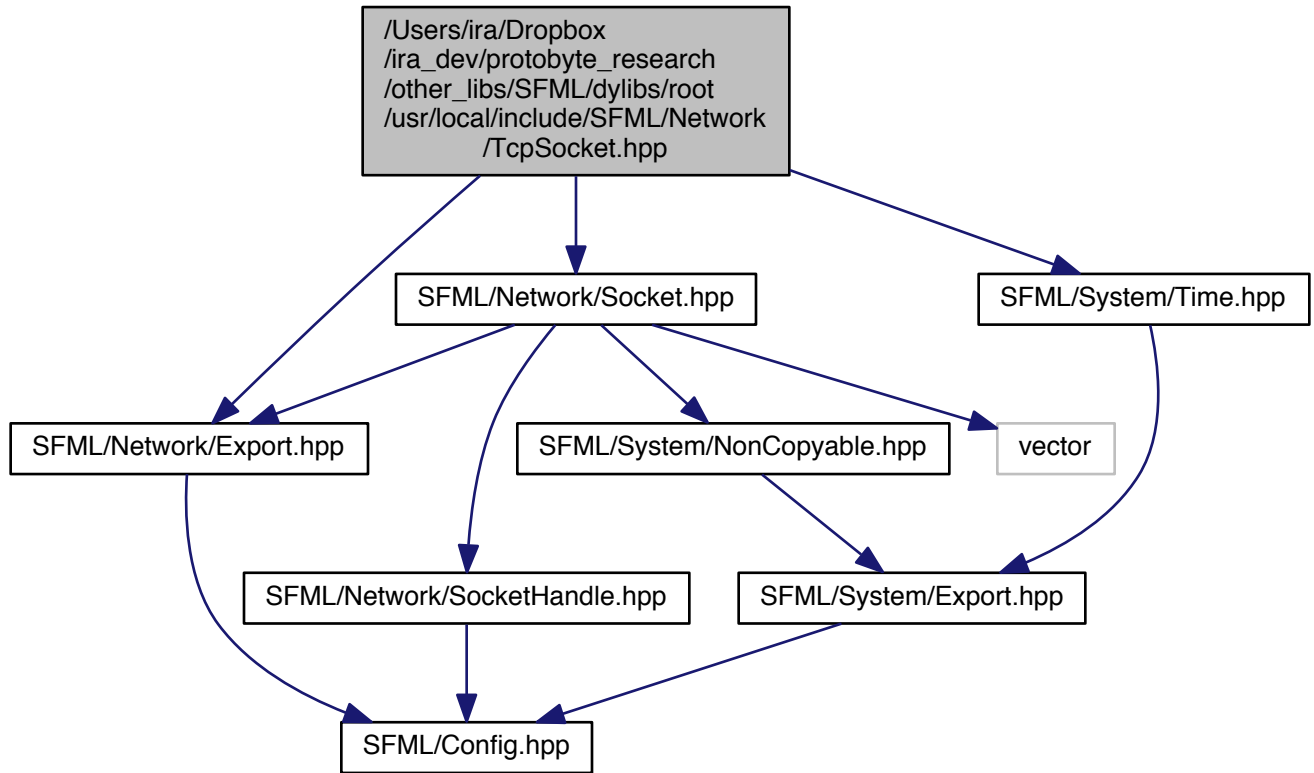 /Users/ira/Dropbox
/ira_dev/protobyte_research
/other_libs/SFML/dylibs/root
/usr/local/include/SFML/Network
/TcpSocket.hpp
SFML/Network/Socket.hpp
SFML/System/Time.hpp
SFML/Network/Export.hpp
SFML/System/NonCopyable.hpp
vector
SFML/Network/SocketHandle.hpp
SFML/System/Export.hpp
SFML/Config.hpp